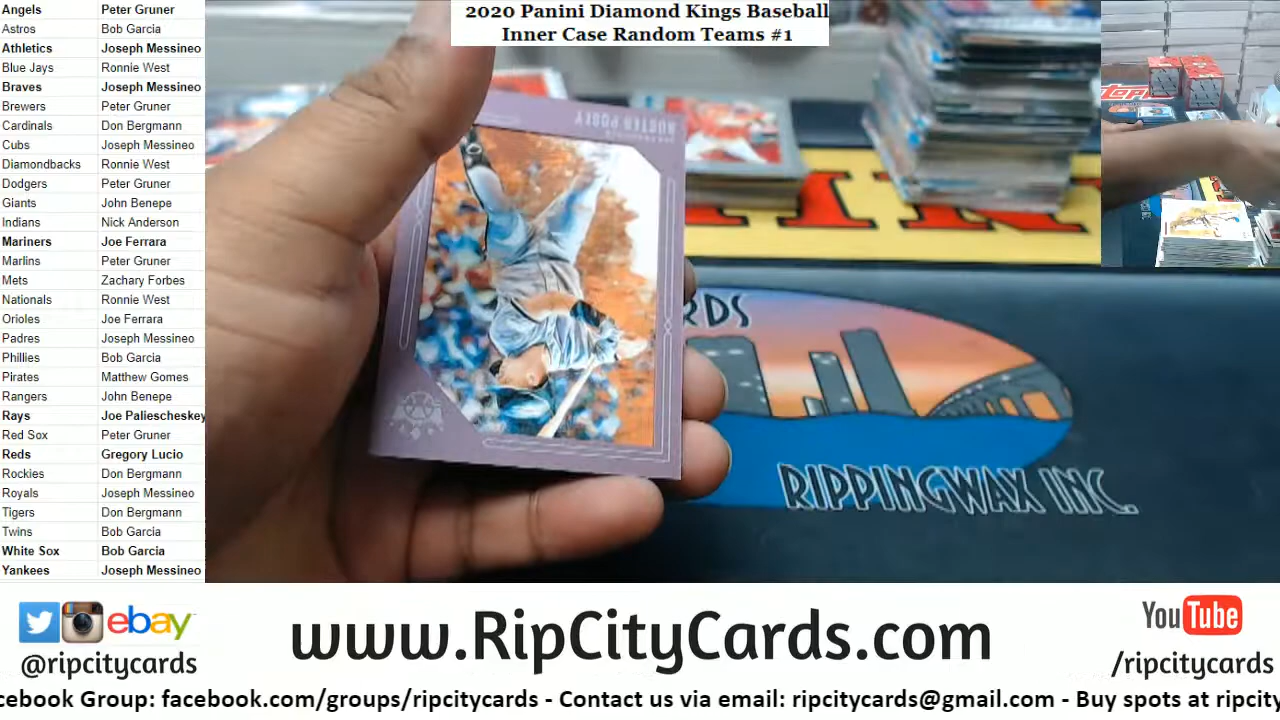 2020 Panini Diamond Kings Baseball
Inner Case Random Teams #1
Angels Peter Gruner
Astros Bob Garcia
Athletics Joseph Messineo
Blue Jays Ronnie West
Braves Joseph Messineo
Brewers Peter Gruner
Cardinals Don Bergmann
Cubs Joseph Messineo
Diamondbacks Ronnie West
Dodgers Peter Gruner
Giants John Benepe
Indians Nick Anderson
Mariners Joe Ferrara
Marlins Peter Gruner
Mets Zachary Forbes
Nationals Ronnie West
Orioles Joe Ferrara
Padres Joseph Messineo
Phillies Bob Garcia
Pirates Matthew Gomes
Rangers John Benepe
Rays Joe Paliescheskey
Red Sox Peter Gruner
Reds Gregory Lucio
Rockies Don Bergmann
Royals Joseph Messineo
Tigers Don Bergmann
Twins Bob Garcia
White Sox Bob Garcia
Yankees Joseph Messineo
BUSTER POSEY
RDS
RIPPINGWAX INC.
ebay
@ripcitycards
www.RipCityCards.com
YouTube
/ripcitycards
cebook Group: facebook.com/groups/ripcitycards - Contact us via email: ripcitycards@gmail.com - Buy spots at ripcity